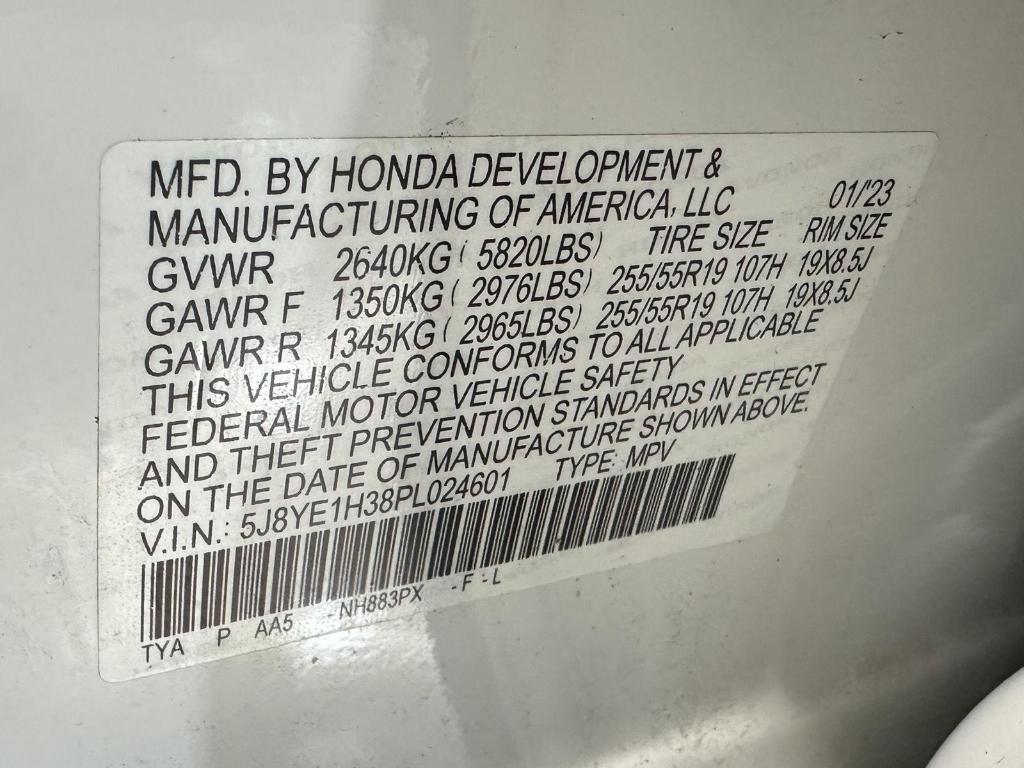 MFD. BY HONDA DEVELOPMENT &
MANUFACTURING OF AMERICA, LLC 01/'23
GVWR 2640KG ( 5820LBS) TIRE SIZE RIM SIZE
GAWR F 1350KG ( 2976LBS) 255/55R19 107H 19X8.5J
GAWR R 1345KG ( 2965LBS) 255/55R19 107H 19X8.5J
THIS VEHICLE CONFORMS TO ALL APPLICABLE
FEDERAL MOTOR VEHICLE SAFETY
AND THEFT PREVENTION STANDARDS IN EFFECT
ON THE DATE OF MANUFACTURE SHOWN ABOVE.
V.I.N.: 5J8YE1H38PL024601 TYPE: MPV
TYA P AA5 -NH883PX -F -L